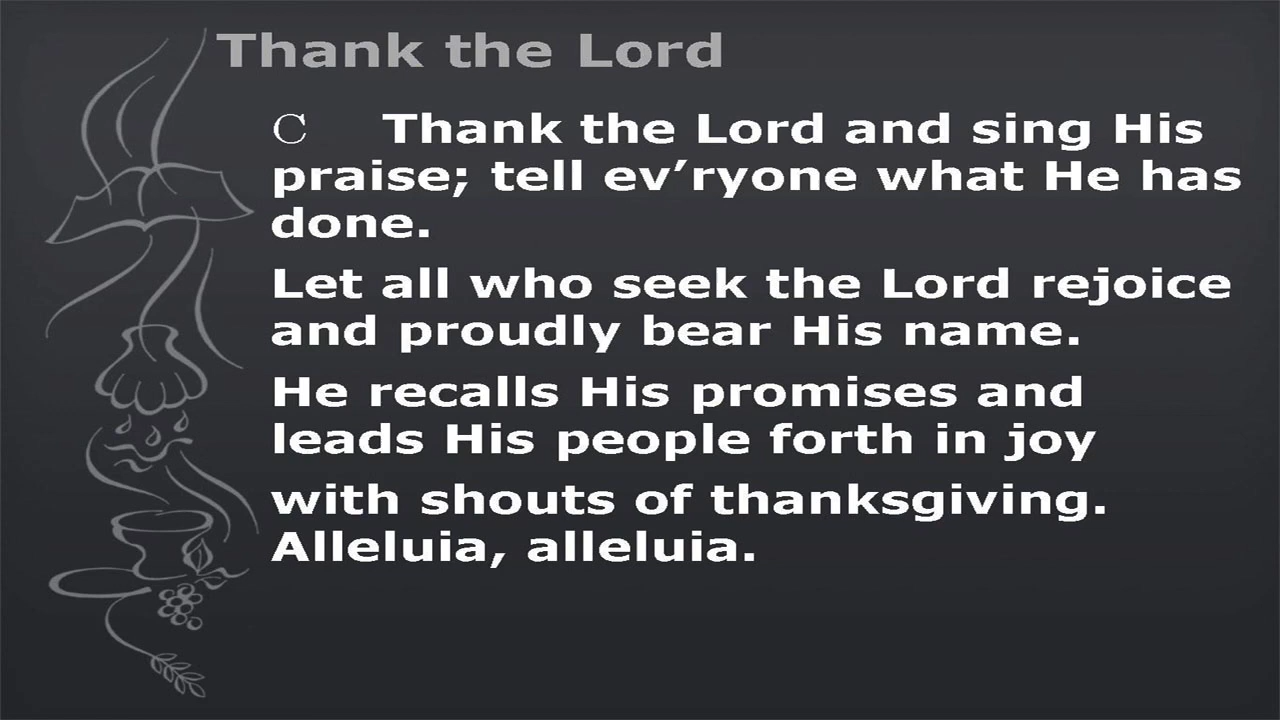 Thank the Lord
C Thank the Lord and sing His
praise; tell ev’ryone what He has
done.
Let all who seek the Lord rejoice
and proudly bear His name.
He recalls His promises and
leads His people forth in joy
with shouts of thanksgiving.
Alleluia, alleluia.